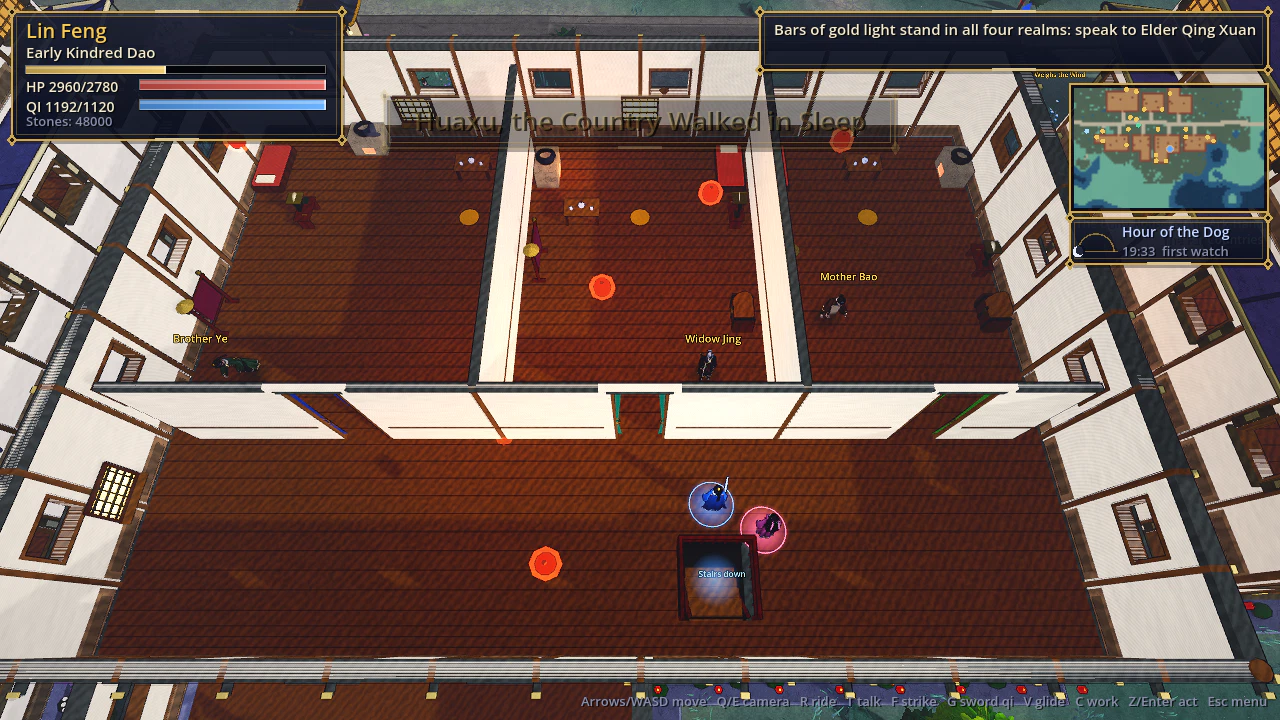 Lin Feng
Early Kindred Dao
HP 2960/2780
QI 1192/1120
Stones: 48000
Bars of gold light stand in all four realms: speak to Elder Qing Xuan
Weighs the Wind
Huaxu, the Country Walked in Sleep
Hour of the Dog
19:33 first watch
Mother Bao
Brother Ye
Widow Jing
Stairs down
Arrows/WASD move Q/E camera R ride T talk F strike G sword qi V glide C work Z/Enter act Esc menu